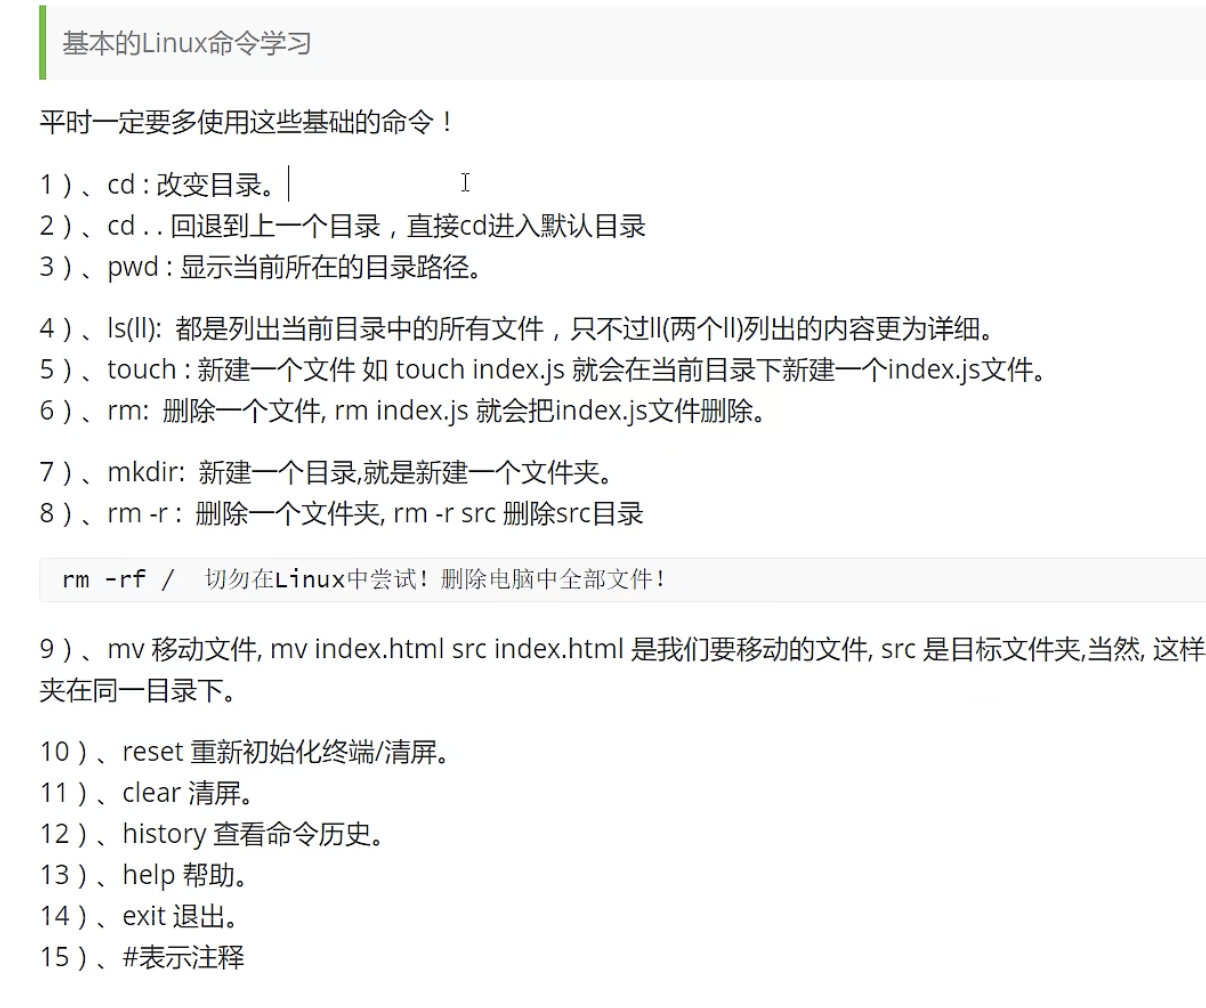 基本的Linux命令学习
平时一定要多使用这些基础的命令！
1）、cd : 改变目录。
2）、cd . . 回退到上一个目录，直接cd进入默认目录
3）、pwd : 显示当前所在的目录路径。
4）、ls(ll):  都是列出当前目录中的所有文件，只不过ll(两个ll)列出的内容更为详细。
5）、touch : 新建一个文件 如 touch index.js 就会在当前目录下新建一个index.js文件。
6）、rm:  删除一个文件, rm index.js 就会把index.js文件删除。
7）、mkdir:  新建一个目录,就是新建一个文件夹。
8）、rm -r :  删除一个文件夹, rm -r src 删除src目录
rm -rf /  切勿在Linux中尝试！删除电脑中全部文件！
9）、mv 移动文件, mv index.html src index.html 是我们要移动的文件, src 是目标文件夹,当然, 这样
夹在同一目录下。
10）、reset 重新初始化终端/清屏。
11）、clear 清屏。
12）、history 查看命令历史。
13）、help 帮助。
14）、exit 退出。
15）、#表示注释